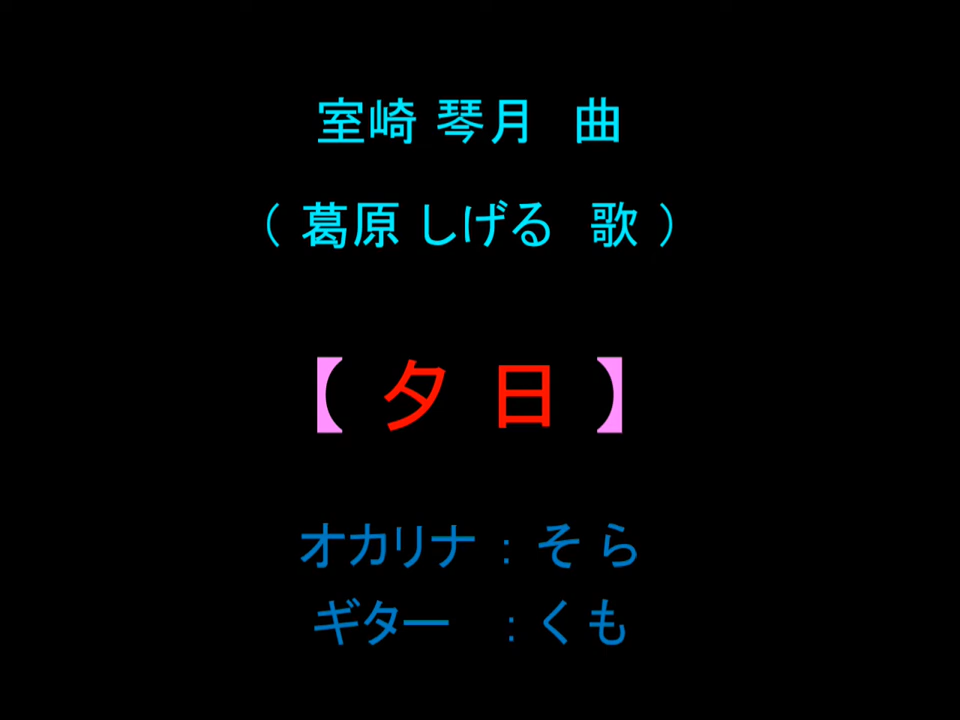 室崎 琴月　曲
（ 葛原 しげる　歌 ）
【 夕 日 】
オカリナ : そ ら
ギター　: く も